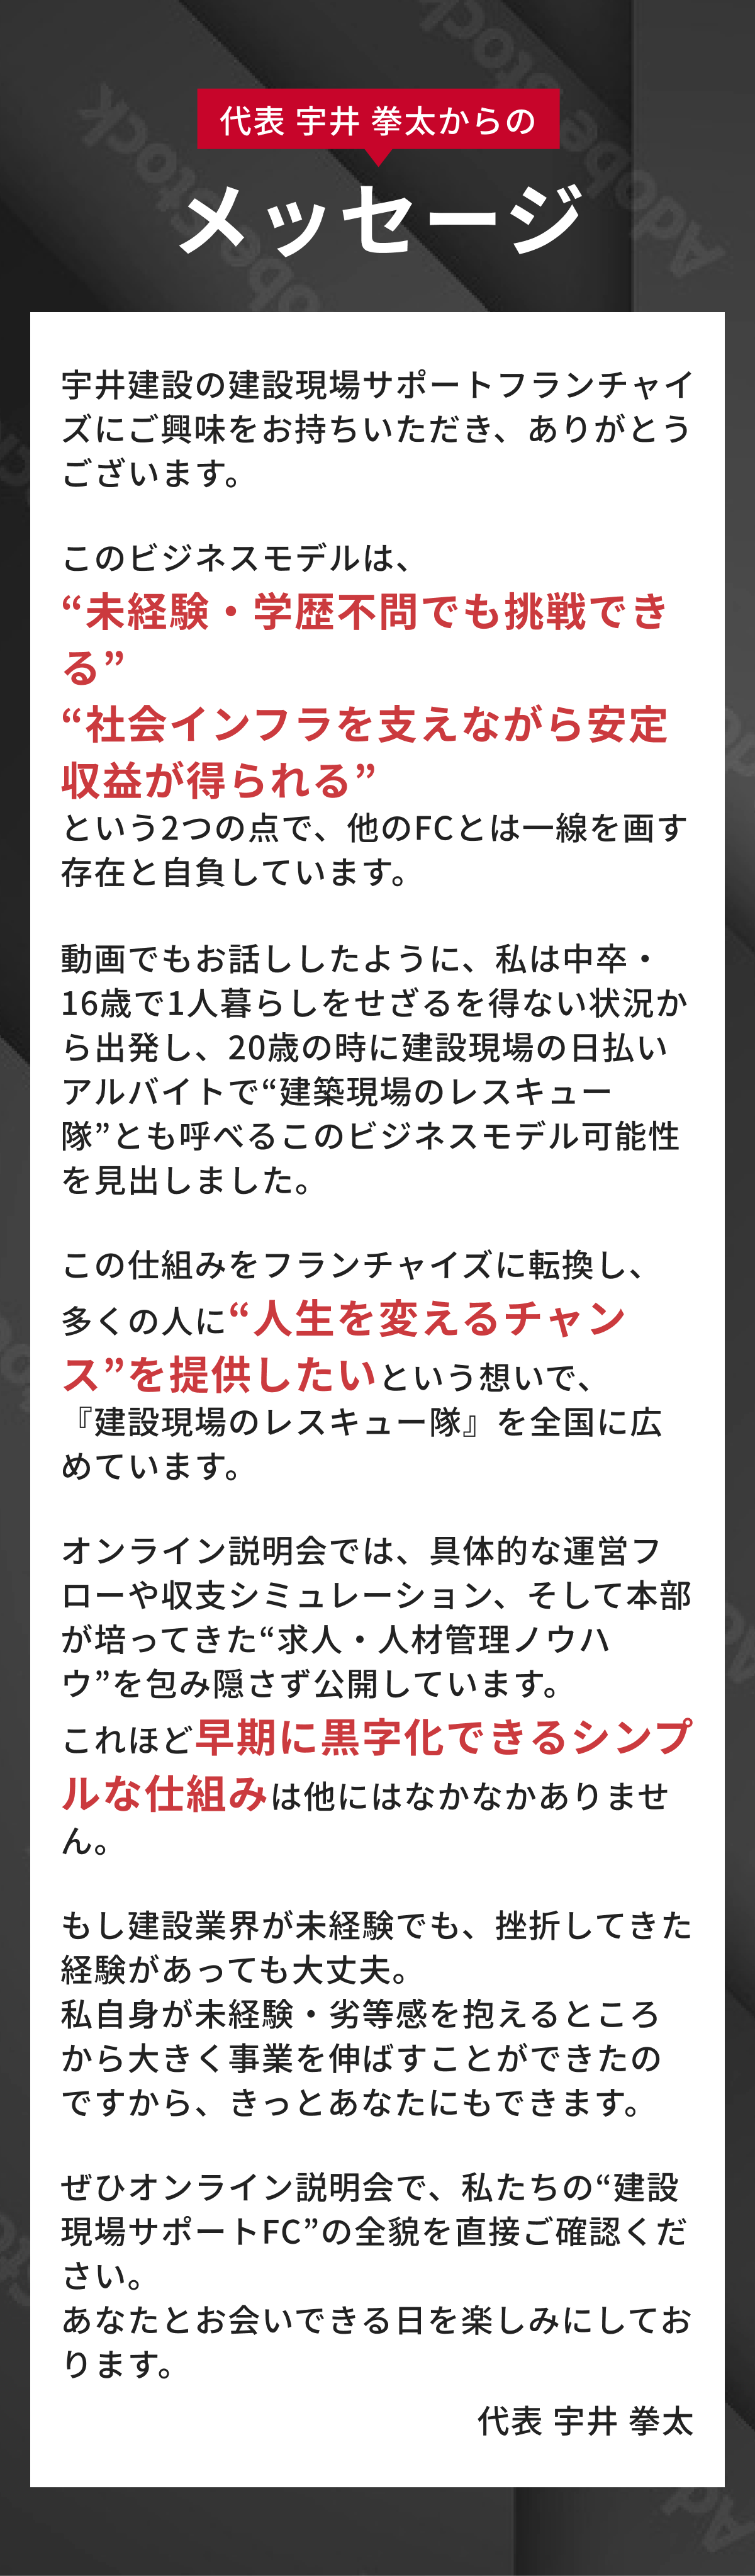 代表 宇井 拳太からの
メッセージ
宇井建設の建設現場サポートフランチャイ
ズにご興味をお持ちいただき、ありがとう
ございます。
このビジネスモデルは、
“未経験・学歴不問でも挑戦でき
る”
“社会インフラを支えながら安定
収益が得られる”
という2つの点で、他のFCとは一線を画す
存在と自負しています。
動画でもお話ししたように、私は中卒・
16歳で1人暮らしをせざるを得ない状況か
ら出発し、20歳の時に建設現場の日払い
アルバイトで“建築現場のレスキュー
隊”とも呼べるこのビジネスモデル可能性
を見出しました。
この仕組みをフランチャイズに転換し、
多くの人に“人生を変えるチャン
ス”を提供したいという想いで、
『建設現場のレスキュー隊』を全国に広
めています。
オンライン説明会では、具体的な運営フ
ローや収支シミュレーション、そして本部
が培ってきた“求人・人材管理ノウハ
ウ”を包み隠さず公開しています。
これほど早期に黒字化できるシンプ
ルな仕組みは他にはなかなかありませ
ん。
もし建設業界が未経験でも、挫折してきた
経験があっても大丈夫。
私自身が未経験・劣等感を抱えるところ
から大きく事業を伸ばすことができたの
ですから、きっとあなたにもできます。
ぜひオンライン説明会で、私たちの“建設
現場サポートFC”の全貌を直接ご確認くだ
さい。
あなたとお会いできる日を楽しみにしてお
ります。
代表 宇井 拳太
AdobeStock
AdobeStock